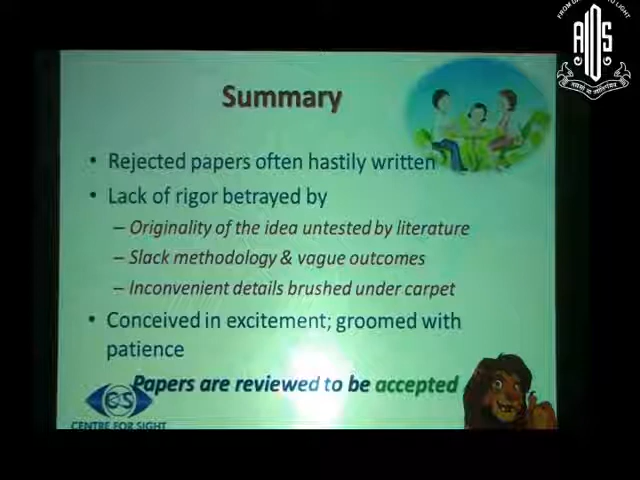 AIOS
Summary
• Rejected papers often hastily written
• Lack of rigor betrayed by
– Originality of the idea untested by literature
– Slack methodology & vague outcomes
– Inconvenient details brushed under carpet
• Conceived in excitement; groomed with
patience
Papers are reviewed to be accepted
CS
CENTRE FOR SIGHT